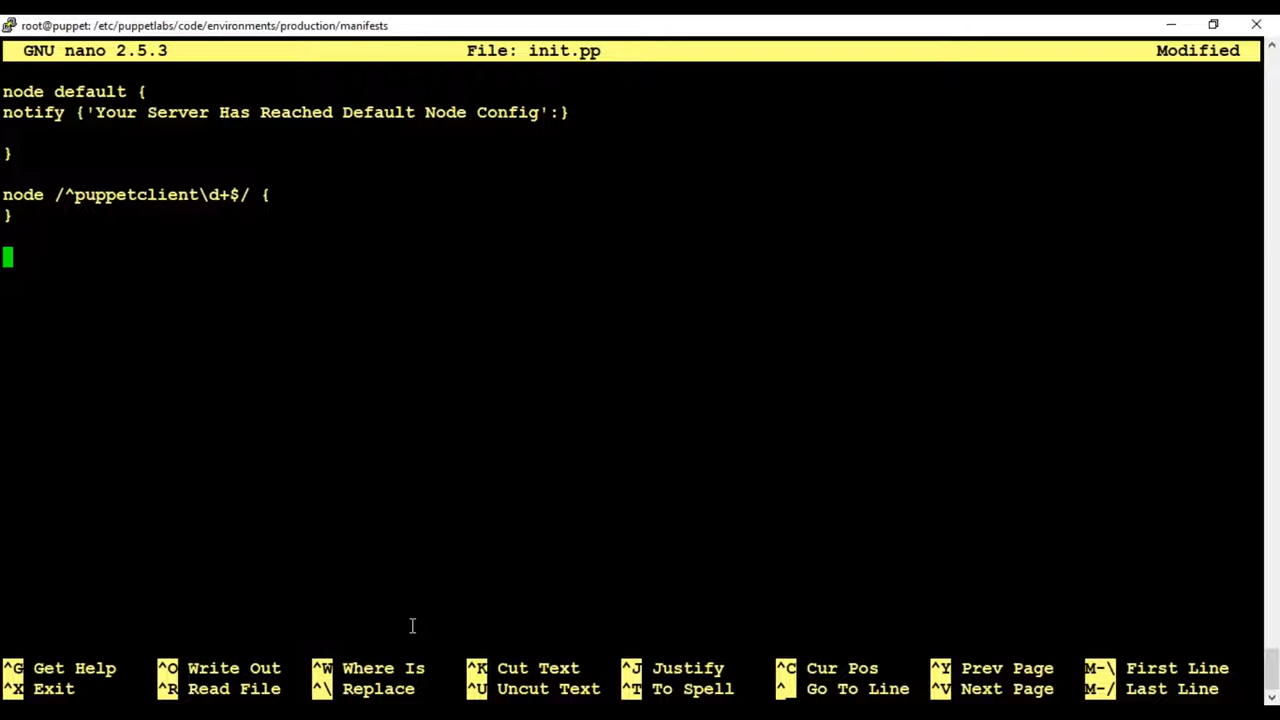 root@puppet: /etc/puppetlabs/code/environments/production/manifests
GNU nano 2.5.3 File: init.pp Modified
node default {
notify {'Your Server Has Reached Default Node Config':}
}
node /^puppetclient\d+$/ {
}
^G Get Help ^O Write Out ^W Where Is ^K Cut Text ^J Justify ^C Cur Pos ^Y Prev Page M-\ First Line
^X Exit ^R Read File ^\ Replace ^U Uncut Text ^T To Spell ^_ Go To Line ^V Next Page M-/ Last Line